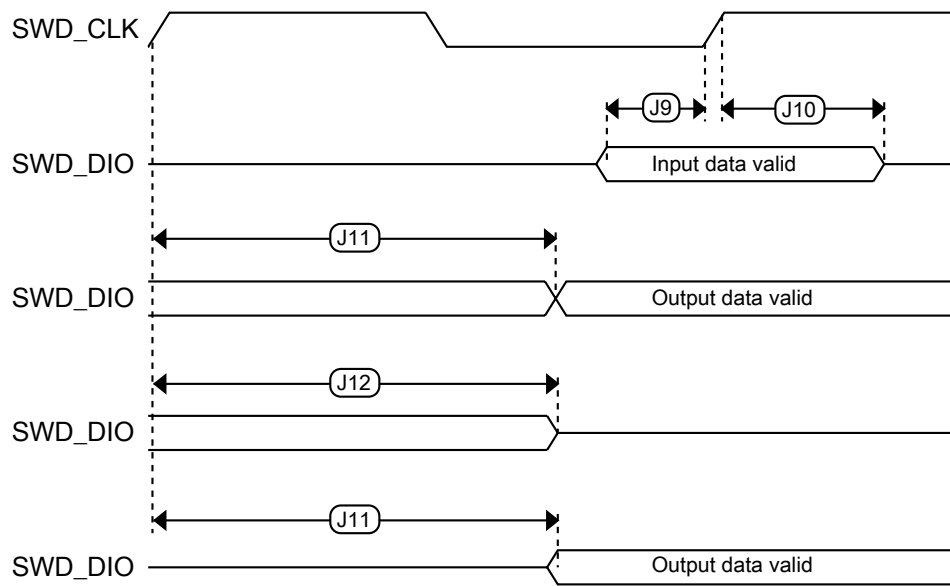 SWD_CLK
J9
J10
SWD_DIO
Input data valid
J11
SWD_DIO
Output data valid
J12
SWD_DIO
J11
SWD_DIO
Output data valid